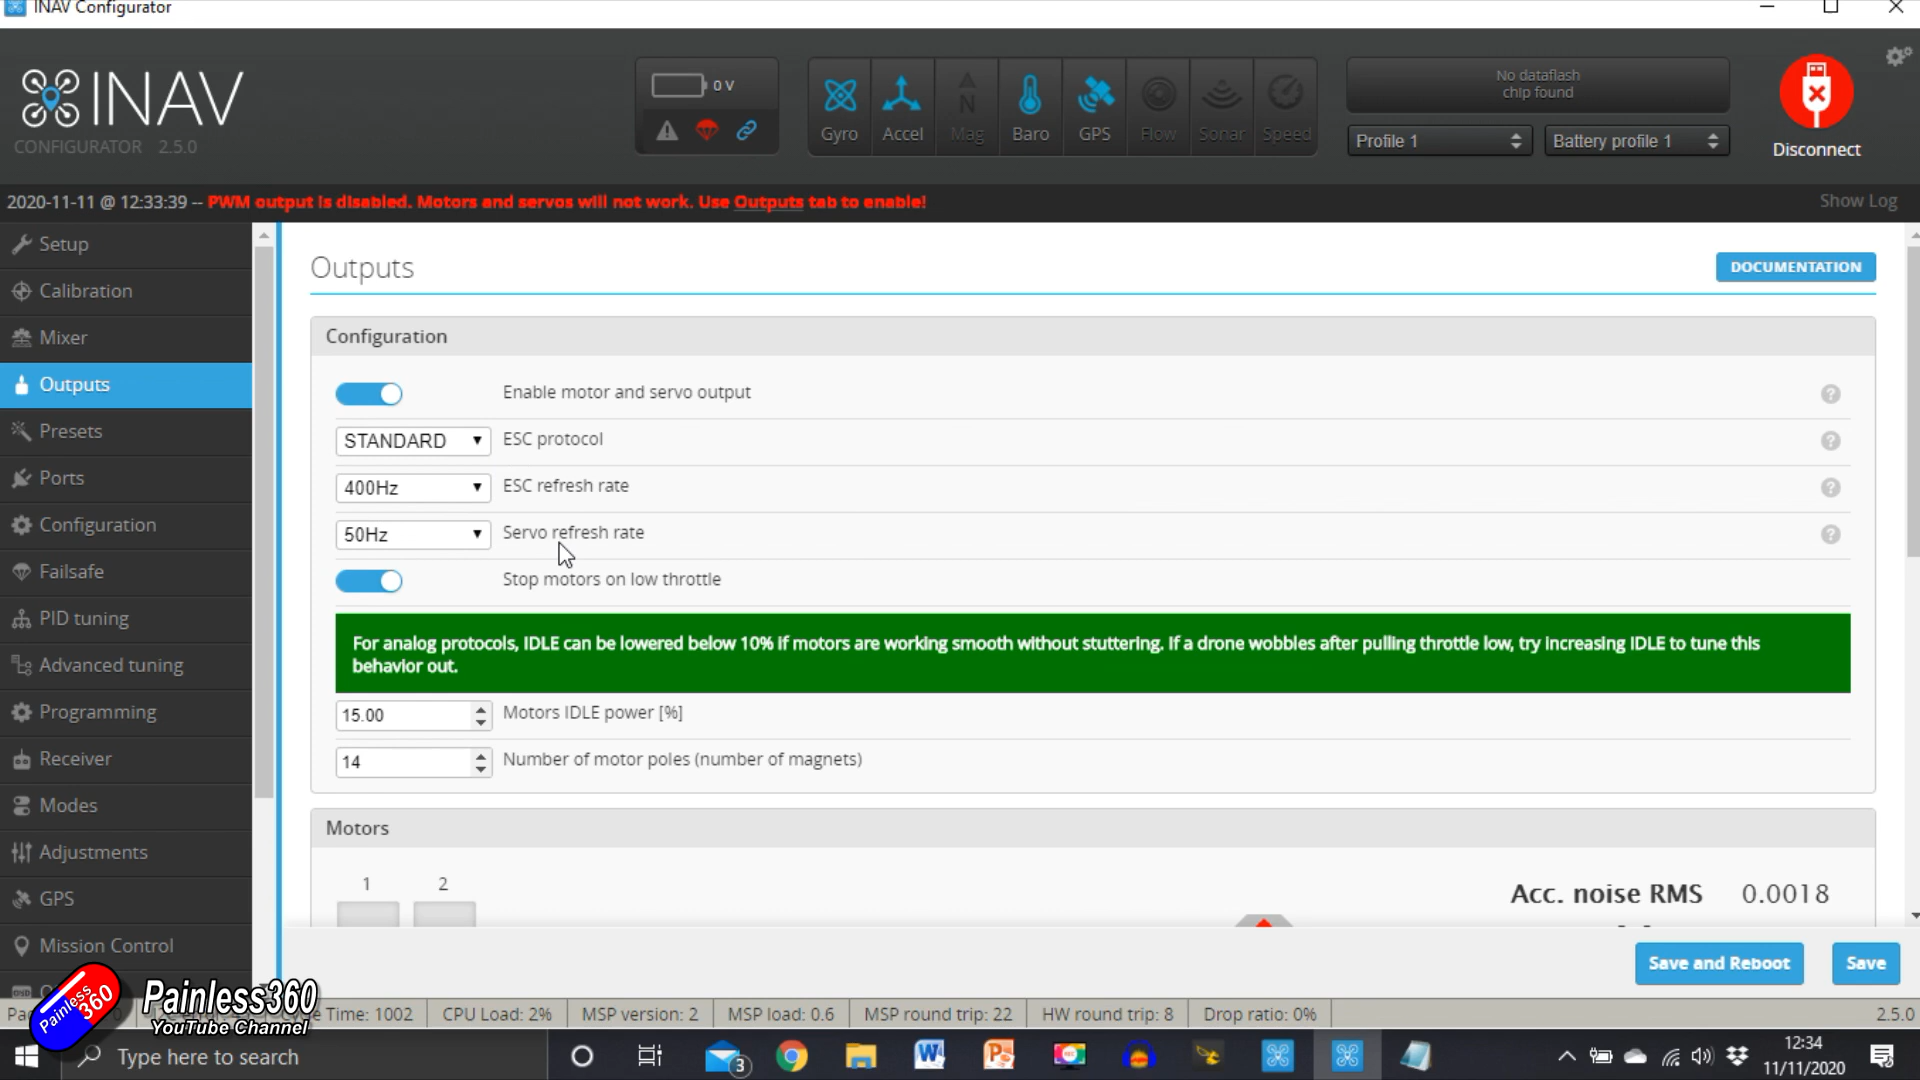 INAV Configurator
INAV
CONFIGURATOR 2.5.0
0 V
Gyro
Accel
Mag
Baro
GPS
Flow
Sonar
Speed
No dataflash
chip found
Profile 1
Battery profile 1
Disconnect
2020-11-11 @ 12:33:39 -- PWM output is disabled. Motors and servos will not work. Use Outputs tab to enable!
Show Log
Setup
Calibration
Mixer
Outputs
Presets
Ports
Configuration
Failsafe
PID tuning
Advanced tuning
Programming
Receiver
Modes
Adjustments
GPS
Mission Control
Outputs
DOCUMENTATION
Configuration
Enable motor and servo output
STANDARD ESC protocol
400Hz ESC refresh rate
50Hz Servo refresh rate
Stop motors on low throttle
For analog protocols, IDLE can be lowered below 10% if motors are working smooth without stuttering. If a drone wobbles after pulling throttle low, try increasing IDLE to tune this
behavior out.
15.00 Motors IDLE power [%]
14 Number of motor poles (number of magnets)
Motors
1 2
Acc. noise RMS 0.0018
Save and Reboot
Save
Painless360
Painless360
YouTube Channel
Time: 1002
CPU Load: 2%
MSP version: 2
MSP load: 0.6
MSP round trip: 22
HW round trip: 8
Drop ratio: 0%
2.5.0
Type here to search
3
12:34
11/11/2020